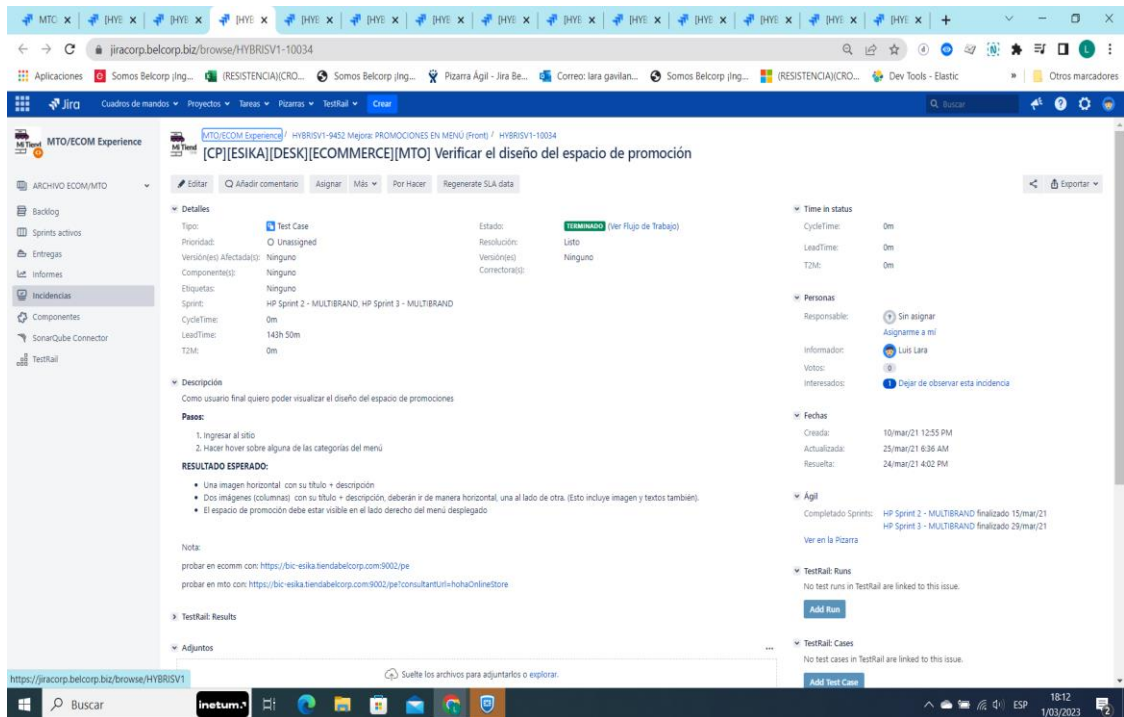 MTC [HYE [HYE [HYE [HYE [HYE [HYE [HYE [HYE [HYE [HYE [HYE [HYE
jiracorp.belcorp.biz/browse/HYBRISV1-10034
Aplicaciones Somos Belcorp ¡Ing... (RESISTENCIA)(CRO... Somos Belcorp ¡Ing... Pizarra Ágil - Jira Be... Correo: lara gavilan... Somos Belcorp ¡Ing... (RESISTENCIA)(CRO... Dev Tools - Elastic » Otros marcadores
Jira Cuadros de mandos Proyectos Tareas Pizarras TestRail Crear Buscar
MTO/ECOM Experience
ARCHIVO ECOM/MTO
Backlog
Sprints activos
Entregas
Informes
Incidencias
Componentes
SonarQube Connector
TestRail
MTO/ECOM Experience / HYBRISV1-9452 Mejora: PROMOCIONES EN MENÚ (Front) / HYBRISV1-10034
Mi Tiend [CP][ESIKA][DESK][ECOMMERCE][MTO] Verificar el diseño del espacio de promoción
Editar Añadir comentario Asignar Más Por Hacer Regenerate SLA data Exportar
Detalles
Tipo: Test Case Estado: TERMINADO (Ver Flujo de Trabajo)
Prioridad: Unassigned Resolución: Listo
Versión(es) Afectada(s): Ninguno Versión(es) Correctora(s): Ninguno
Componente(s): Ninguno
Etiquetas: Ninguno
Sprint: HP Sprint 2 - MULTIBRAND, HP Sprint 3 - MULTIBRAND
CycleTime: 0m
LeadTime: 143h 50m
T2M: 0m
Descripción
Como usuario final quiero poder visualizar el diseño del espacio de promociones
Pasos:
1. Ingresar al sitio
2. Hacer hover sobre alguna de las categorías del menú
RESULTADO ESPERADO:
• Una imagen horizontal con su título + descripción
• Dos imágenes (columnas) con su título + descripción, deberán ir de manera horizontal, una al lado de otra. (Esto incluye imagen y textos también).
• El espacio de promoción debe estar visible en el lado derecho del menú desplegado
Nota:
probar en ecomm con: https://bic-esika.tiendabelcorp.com:9002/pe
probar en mto con: https://bic-esika.tiendabelcorp.com:9002/pe?consultantUrl=hohaOnlineStore
TestRail: Results
Adjuntos
Suelte los archivos para adjuntarlos o explorar.
Time in status
CycleTime: 0m
LeadTime: 0m
T2M: 0m
Personas
Responsable: Sin asignar
Asignarme a mí
Informador: Luis Lara
Votos: 0
Interesados: 1 Dejar de observar esta incidencia
Fechas
Creada: 10/mar/21 12:55 PM
Actualizada: 25/mar/21 6:36 AM
Resuelta: 24/mar/21 4:02 PM
Ágil
Completado Sprints: HP Sprint 2 - MULTIBRAND finalizado 15/mar/21
HP Sprint 3 - MULTIBRAND finalizado 29/mar/21
Ver en la Pizarra
TestRail: Runs
No test runs in TestRail are linked to this issue.
Add Run
TestRail: Cases
No test cases in TestRail are linked to this issue.
Add Test Case
https://jiracorp.belcorp.biz/browse/HYBRISV1
Buscar inetum. ESP 18:12
1/03/2023 2